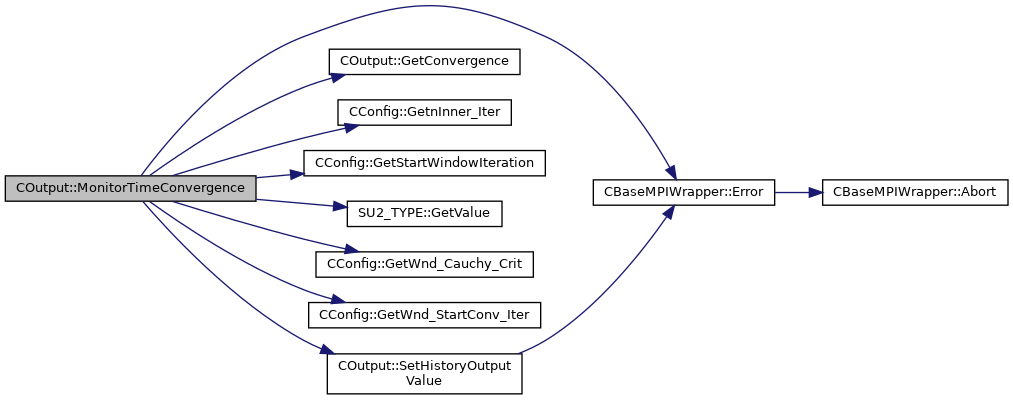 COutput::MonitorTimeConvergence
COutput::GetConvergence
CConfig::GetnInner_Iter
CConfig::GetStartWindowIteration
SU2_TYPE::GetValue
CConfig::GetWnd_Cauchy_Crit
CConfig::GetWnd_StartConv_Iter
COutput::SetHistoryOutput
Value
CBaseMPIWrapper::Error
CBaseMPIWrapper::Abort